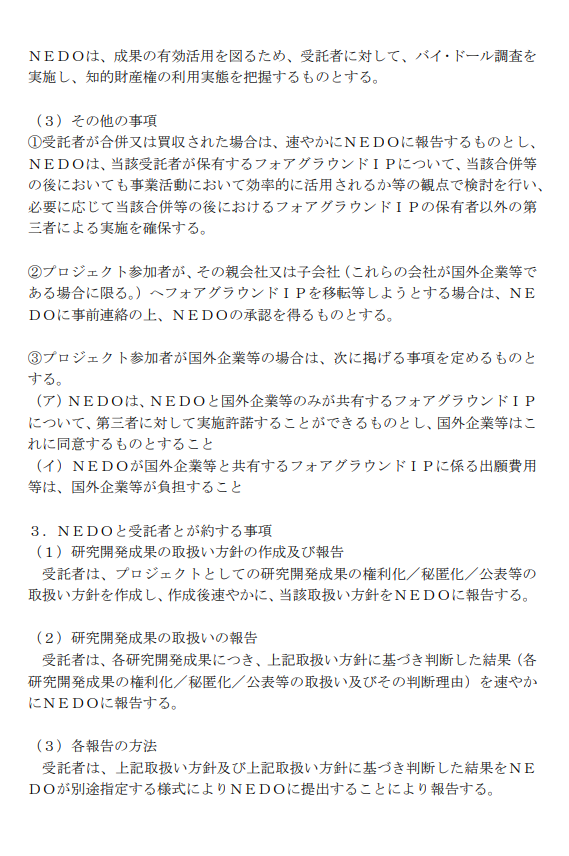 NEDOは、成果の有効活用を図るため、受託者に対して、バイ・ドール調査を
実施し、知的財産権の利用実態を把握するものとする。
(3)その他の事項
①受託者が合併又は買収された場合は、速やかにNEDOに報告するものとし、
NEDOは、当該受託者が保有するフォアグラウンドIPについて、当該合併等
の後においても事業活動において効率的に活用されるか等の観点で検討を行い、
必要に応じて当該合併等の後におけるフォアグラウンドIPの保有者以外の第
三者による実施を確保する。
②プロジェクト参加者が、その親会社又は子会社(これらの会社が国外企業等で
ある場合に限る。)へフォアグラウンドIPを移転等しようとする場合は、NE
DOに事前連絡の上、NEDOの承認を得るものとする。
③プロジェクト参加者が国外企業等の場合は、次に掲げる事項を定めるものと
する。
(ア)NEDOは、NEDOと国外企業等のみが共有するフォアグラウンドIP
について、第三者に対して実施許諾することができるものとし、国外企業等はこ
れに同意するものとすること
(イ)NEDOが国外企業等と共有するフォアグラウンドIPに係る出願費用
等は、国外企業等が負担すること
3.NEDOと受託者とが約する事項
(1)研究開発成果の取扱い方針の作成及び報告
受託者は、プロジェクトとしての研究開発成果の権利化/秘匿化/公表等の
取扱い方針を作成し、作成後速やかに、当該取扱い方針をNEDOに報告する。
(2)研究開発成果の取扱いの報告
受託者は、各研究開発成果につき、上記取扱い方針に基づき判断した結果(各
研究開発成果の権利化/秘匿化/公表等の取扱い及びその判断理由)を速やか
にNEDOに報告する。
(3)各報告の方法
受託者は、上記取扱い方針及び上記取扱い方針に基づき判断した結果をNE
DOが別途指定する様式によりNEDOに提出することにより報告する。